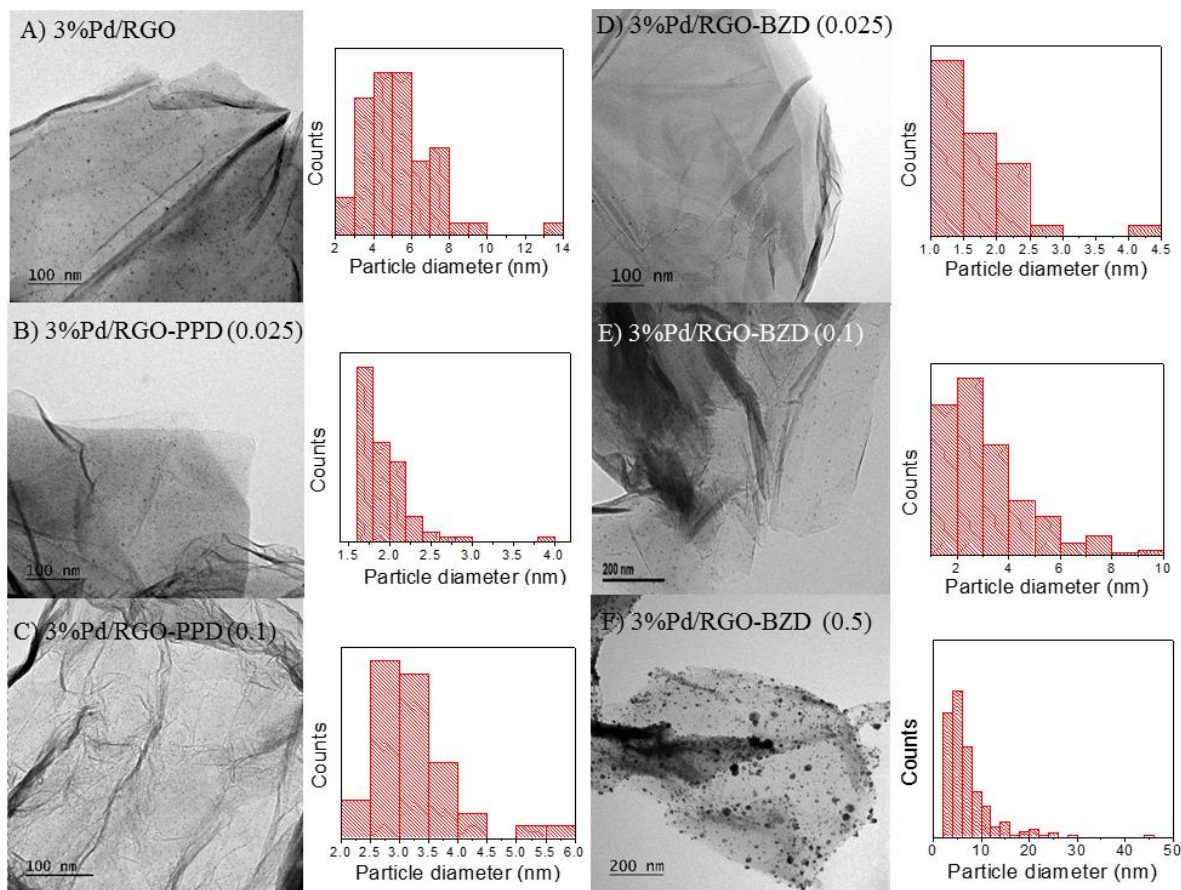 A) 3%Pd/RGO
100 nm
Counts
2 4 6 8 10 12 14
Particle diameter (nm)
B) 3%Pd/RGO-PPD (0.025)
100 nm
Counts
1.5 2.0 2.5 3.0 3.5 4.0
Particle diameter (nm)
C) 3%Pd/RGO-PPD (0.1)
100 nm
Counts
2.0 2.5 3.0 3.5 4.0 4.5 5.0 5.5 6.0
Particle diameter (nm)
D) 3%Pd/RGO-BZD (0.025)
100 nm
Counts
1.0 1.5 2.0 2.5 3.0 3.5 4.0 4.5
Particle diameter (nm)
E) 3%Pd/RGO-BZD (0.1)
200 nm
Counts
2 4 6 8 10
Particle diameter (nm)
F) 3%Pd/RGO-BZD (0.5)
200 nm
Counts
0 10 20 30 40 50
Particle diameter (nm)